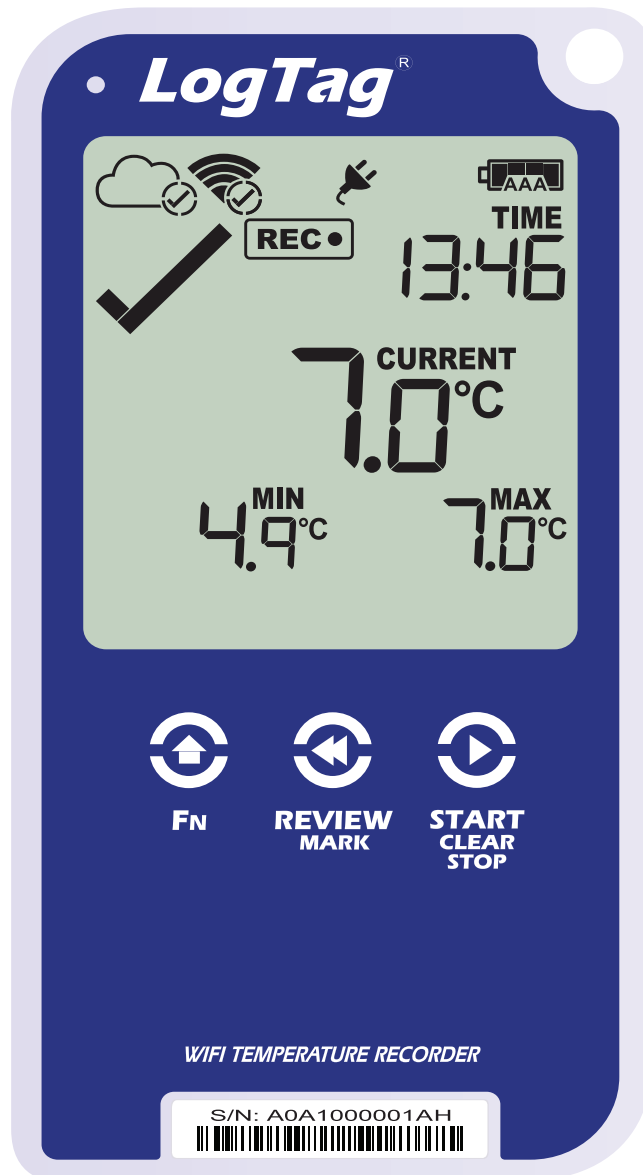 LogTag®
AAA
TIME
REC
13:46
CURRENT
7.0°C
MIN
4.9°C
MAX
7.0°C
FN
REVIEW
MARK
START
CLEAR
STOP
WIFI TEMPERATURE RECORDER
S/N: A0A1000001AH